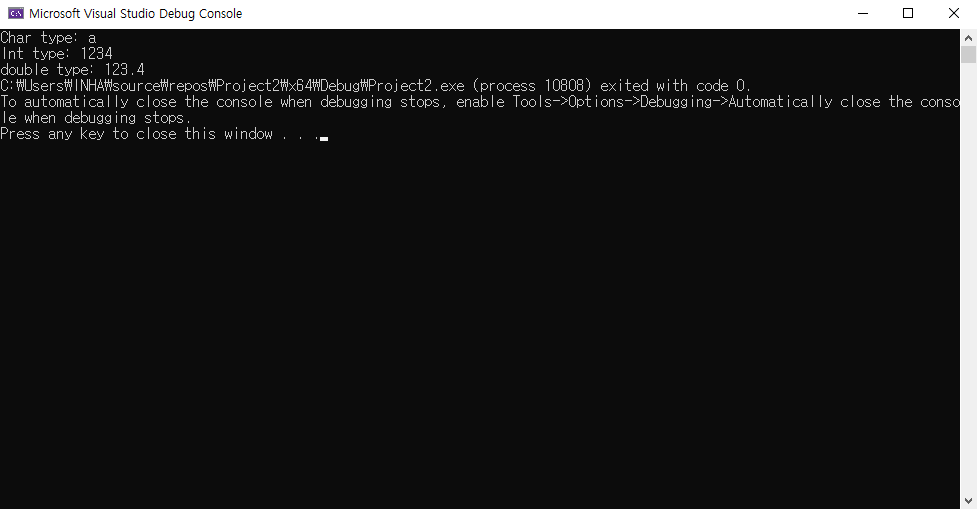 Microsoft Visual Studio Debug Console
Char type: a
Int type: 1234
double type: 123.4
C:₩Users₩INHA₩source₩repos₩Project2₩x64₩Debug₩Project2.exe (process 10808) exited with code 0.
To automatically close the console when debugging stops, enable Tools->Options->Debugging->Automatically close the conso
le when debugging stops.
Press any key to close this window . . .